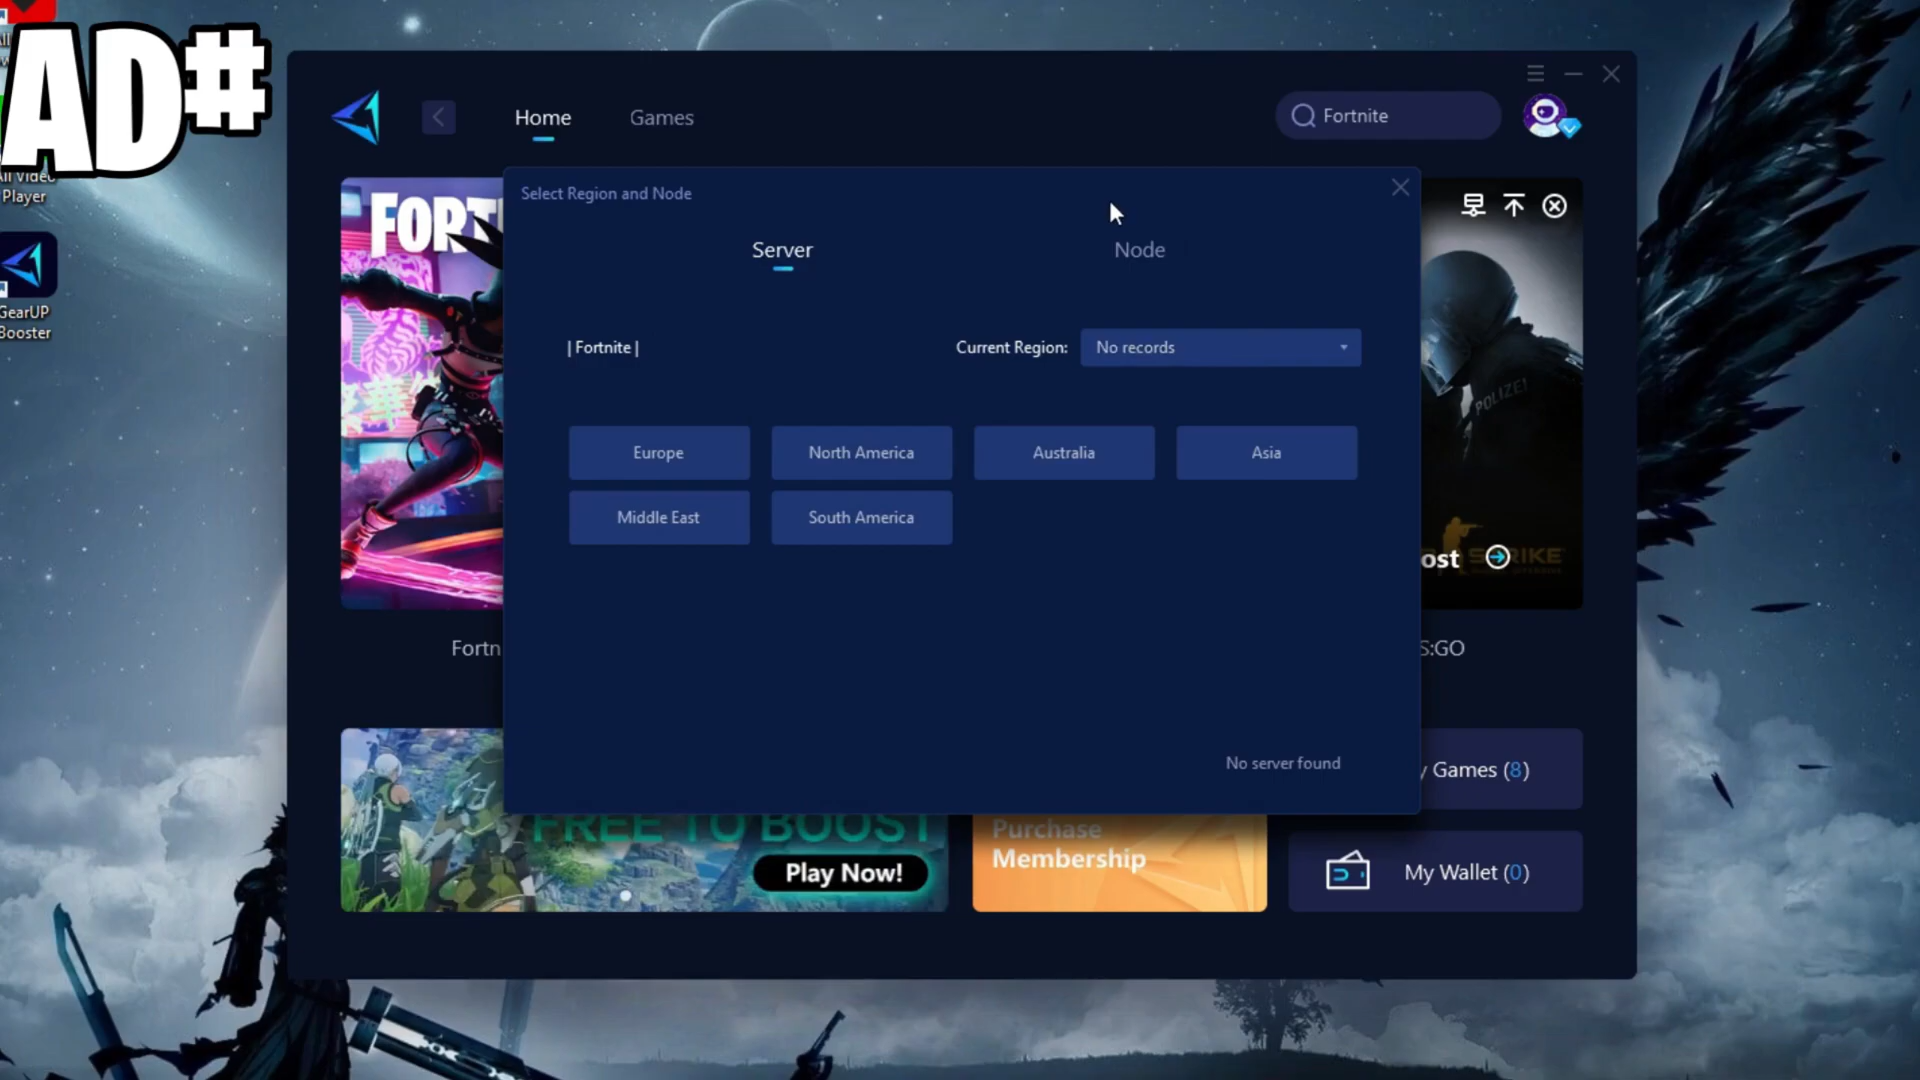 AD#
All Video
Player
GearUP
Booster
Home
Games
Fortnite
Select Region and Node
Server
Node
| Fortnite |
Current Region:
No records
Europe
North America
Australia
Asia
Middle East
South America
No server found
FORT
POLIZEI
ost
RIKE
Fortn
S:GO
FREE TO BOOST
Play Now!
Purchase
Membership
y Games (8)
My Wallet (0)